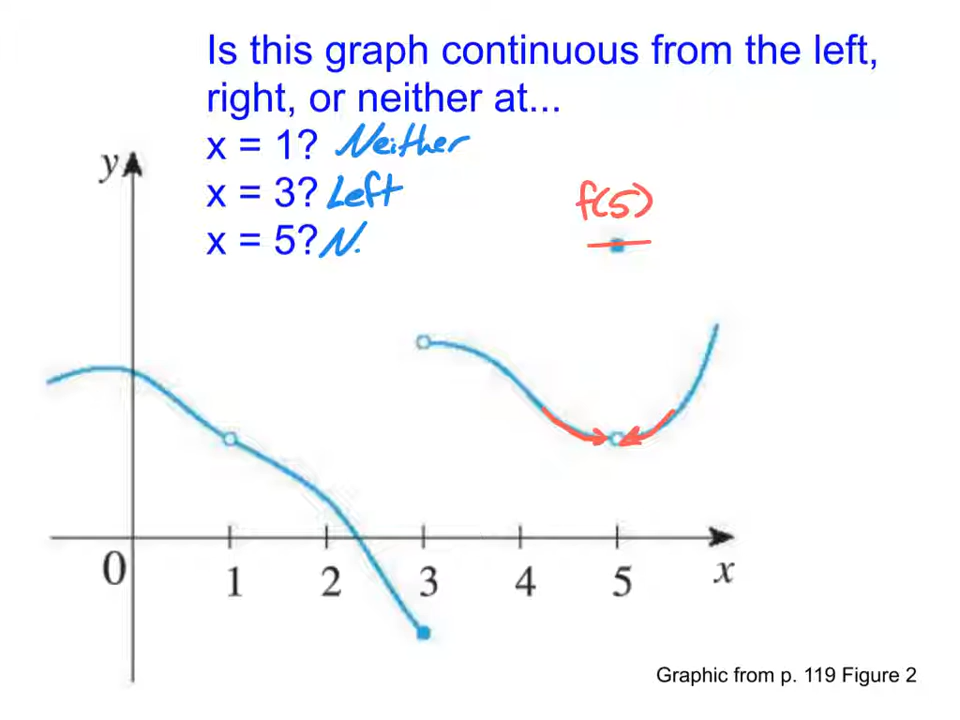 Is this graph continuous from the left,
right, or neither at...
x = 1? Neither
x = 3? Left
x = 5? N.
f(5)
y
0
1
2
3
4
5
x
Graphic from p. 119 Figure 2